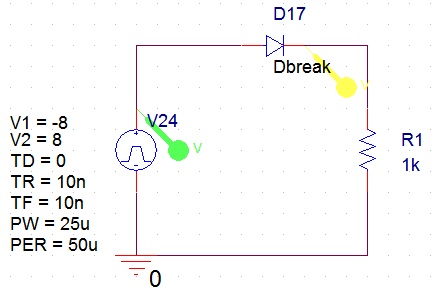 D17
Dbreak
V
V24
V
V1 = -8
V2 = 8
TD = 0
TR = 10n
TF = 10n
PW = 25u
PER = 50u
R1
1k
0